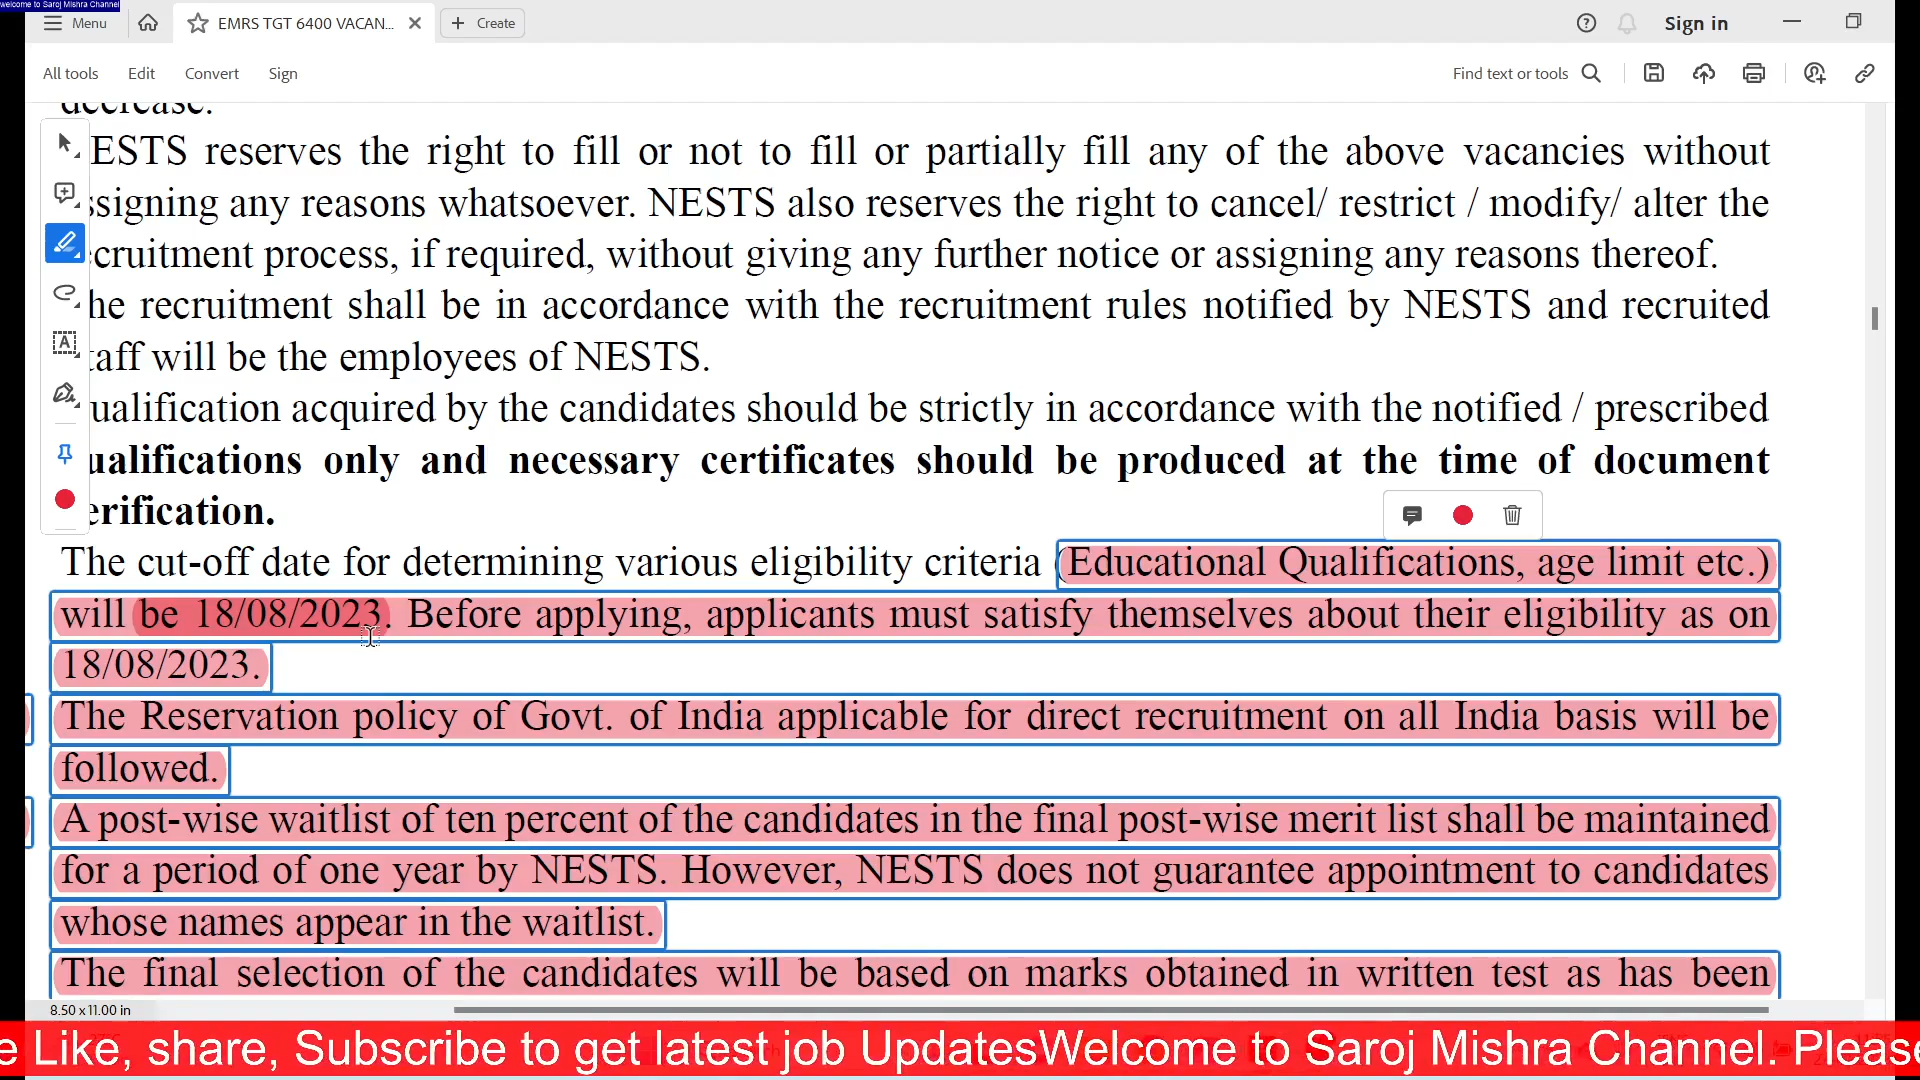 welcome to Saroj Mishra Channel
Menu
EMRS TGT 6400 VACAN...
Create
Sign in
All tools
Edit
Convert
Sign
Find text or tools
decrease.
ESTS reserves the right to fill or not to fill or partially fill any of the above vacancies without
ssigning any reasons whatsoever. NESTS also reserves the right to cancel/ restrict / modify/ alter the
ecruitment process, if required, without giving any further notice or assigning any reasons thereof.
he recruitment shall be in accordance with the recruitment rules notified by NESTS and recruited
taff will be the employees of NESTS.
ualification acquired by the candidates should be strictly in accordance with the notified / prescribed
ualifications only and necessary certificates should be produced at the time of document
erification.
The cut-off date for determining various eligibility criteria (Educational Qualifications, age limit etc.)
will be 18/08/2023. Before applying, applicants must satisfy themselves about their eligibility as on
18/08/2023.
The Reservation policy of Govt. of India applicable for direct recruitment on all India basis will be
followed.
A post-wise waitlist of ten percent of the candidates in the final post-wise merit list shall be maintained
for a period of one year by NESTS. However, NESTS does not guarantee appointment to candidates
whose names appear in the waitlist.
The final selection of the candidates will be based on marks obtained in written test as has been
8.50 x 11.00 in
e Like, share, Subscribe to get latest job UpdatesWelcome to Saroj Mishra Channel. Please